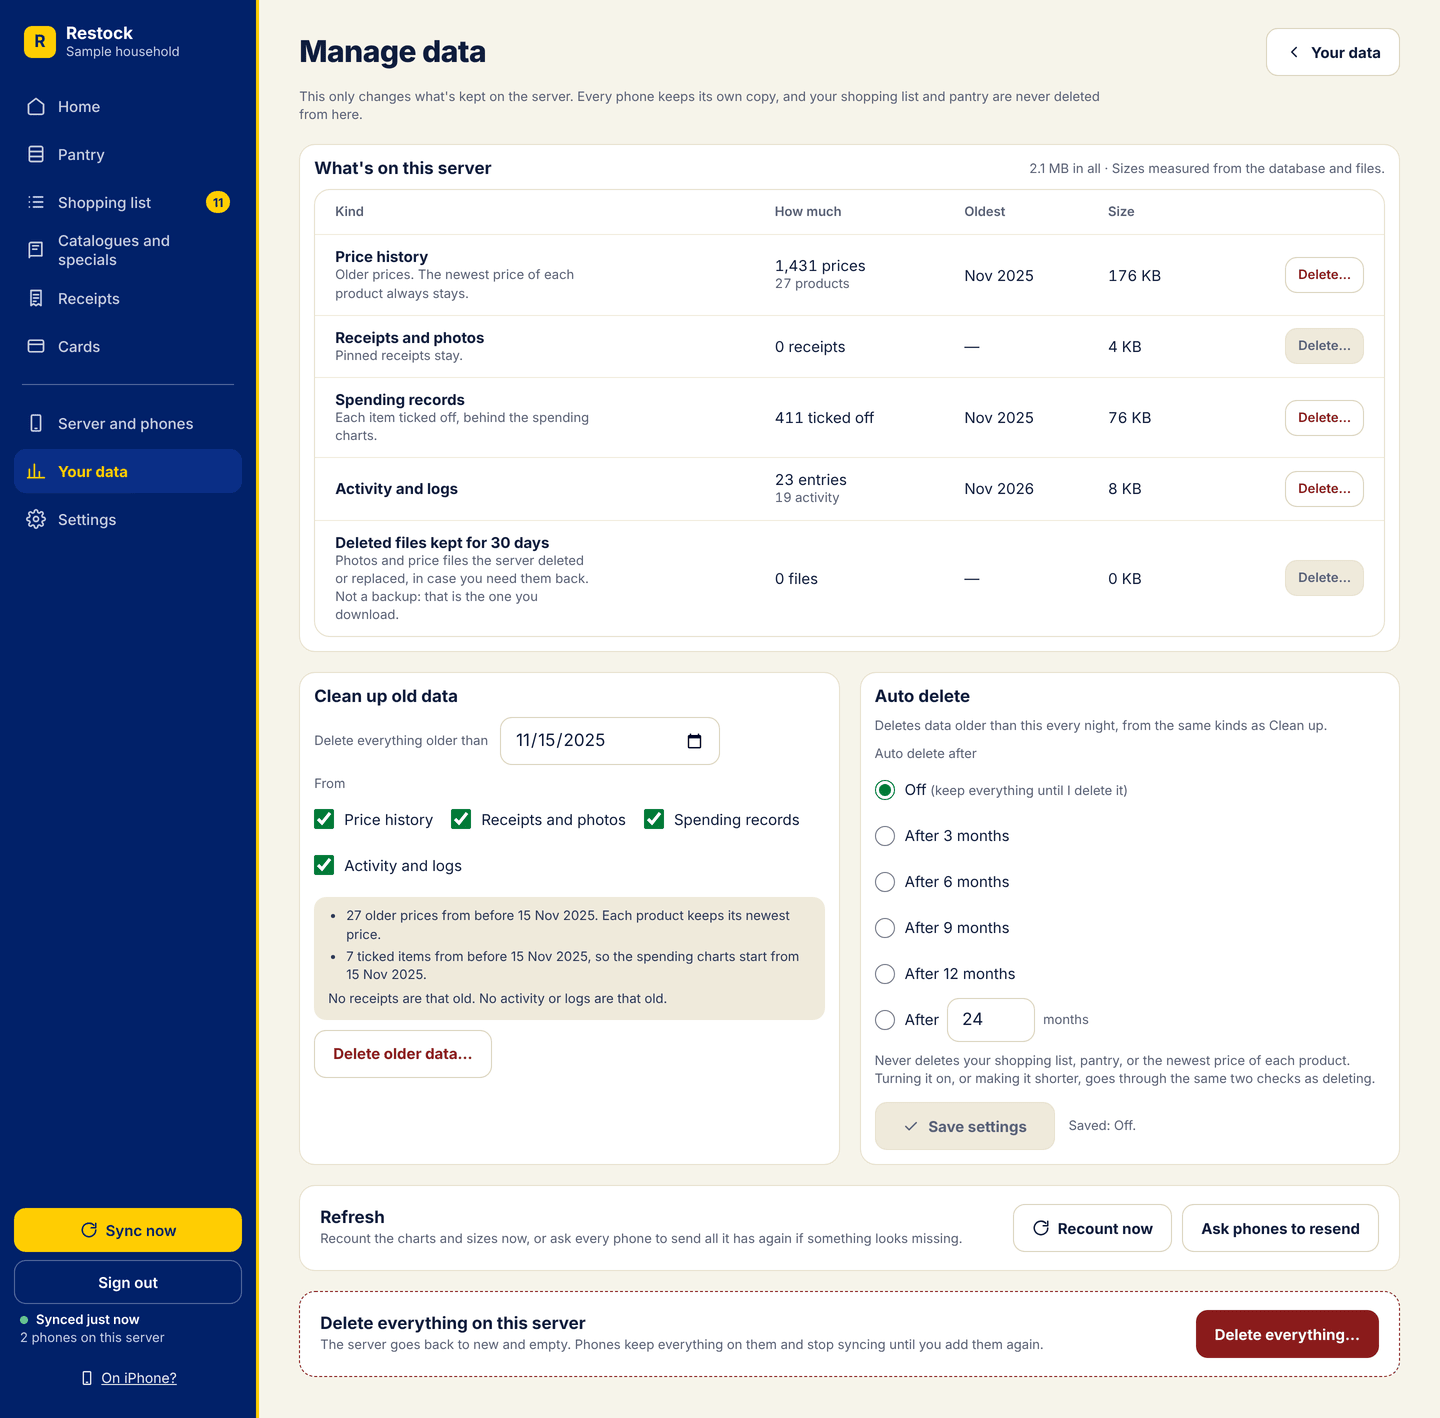 R
Restock
Sample household
Home
Pantry
Shopping list 11
Catalogues and
specials
Receipts
Cards
Server and phones
Your data
Settings
Sync now
Sign out
Synced just now
2 phones on this server
On iPhone?
Manage data
Your data
This only changes what's kept on the server. Every phone keeps its own copy, and your shopping list and pantry are never deleted
from here.
What's on this server
2.1 MB in all · Sizes measured from the database and files.
Kind How much Oldest Size
Price history
Older prices. The newest price of each
product always stays.
1,431 prices
27 products
Nov 2025
176 KB
Delete...
Receipts and photos
Pinned receipts stay.
0 receipts
—
4 KB
Delete...
Spending records
Each item ticked off, behind the spending
charts.
411 ticked off
Nov 2025
76 KB
Delete...
Activity and logs
23 entries
19 activity
Nov 2026
8 KB
Delete...
Deleted files kept for 30 days
Photos and price files the server deleted
or replaced, in case you need them back.
Not a backup: that is the one you
download.
0 files
—
0 KB
Delete...
Clean up old data
Delete everything older than 11/15/2025
From
Price history Receipts and photos Spending records
Activity and logs
• 27 older prices from before 15 Nov 2025. Each product keeps its newest
price.
• 7 ticked items from before 15 Nov 2025, so the spending charts start from
15 Nov 2025.
No receipts are that old. No activity or logs are that old.
Delete older data...
Auto delete
Deletes data older than this every night, from the same kinds as Clean up.
Auto delete after
Off (keep everything until I delete it)
After 3 months
After 6 months
After 9 months
After 12 months
After 24 months
Never deletes your shopping list, pantry, or the newest price of each product.
Turning it on, or making it shorter, goes through the same two checks as deleting.
Save settings Saved: Off.
Refresh
Recount the charts and sizes now, or ask every phone to send all it has again if something looks missing.
Recount now
Ask phones to resend
Delete everything on this server
The server goes back to new and empty. Phones keep everything on them and stop syncing until you add them again.
Delete everything...